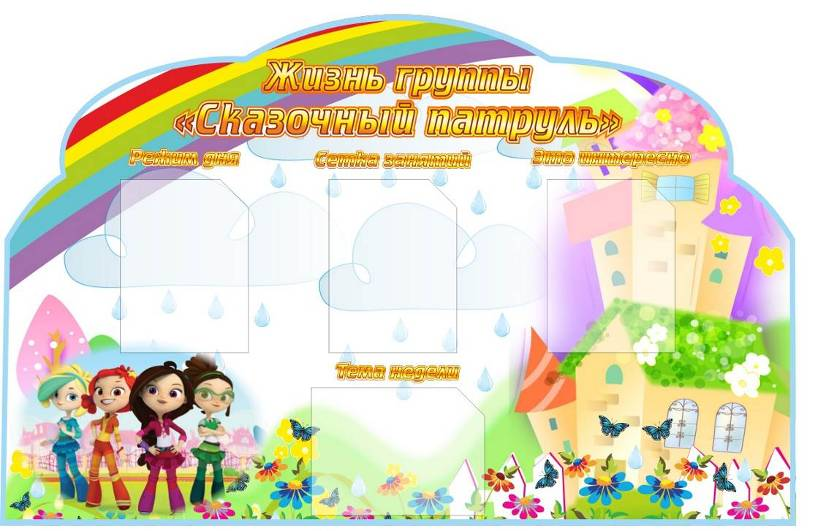 Жизнь группы
«Сказочный патруль»
Режим дня
Сетка занятий
Это интересно
Тема недели